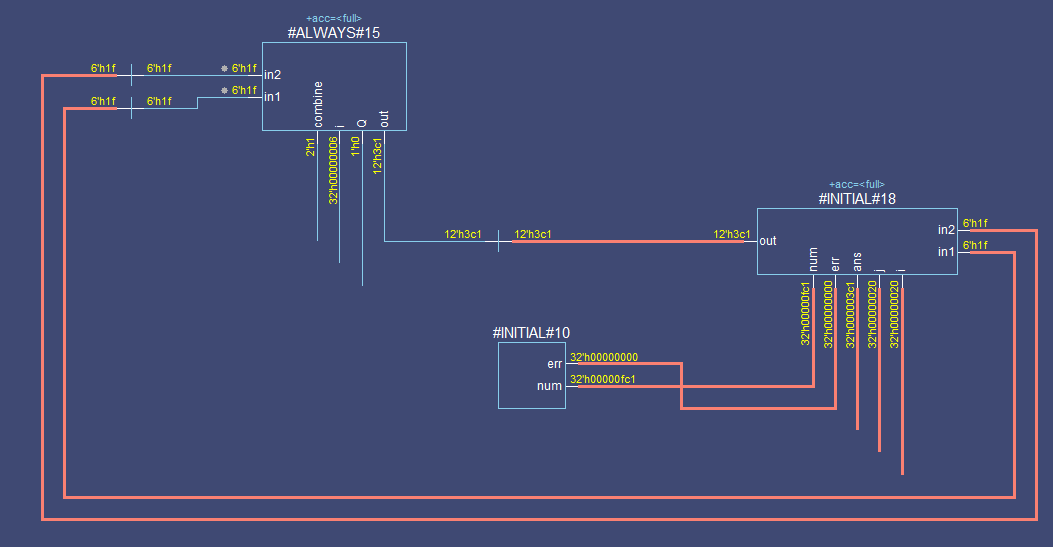 +acc=<full>
#ALWAYS#15
6'h1f
6'h1f
6'h1f
in2
6'h1f
6'h1f
6'h1f
in1
combine
i
Q
out
2'h1
32'h00000006
1'h0
12'h3c1
12'h3c1
12'h3c1
12'h3c1
+acc=<full>
#INITIAL#18
out
in2
6'h1f
in1
6'h1f
num
err
ans
j
i
32'h00000fc1
32'h00000000
32'h000003c1
32'h00000020
32'h00000020
#INITIAL#10
err
32'h00000000
num
32'h00000fc1